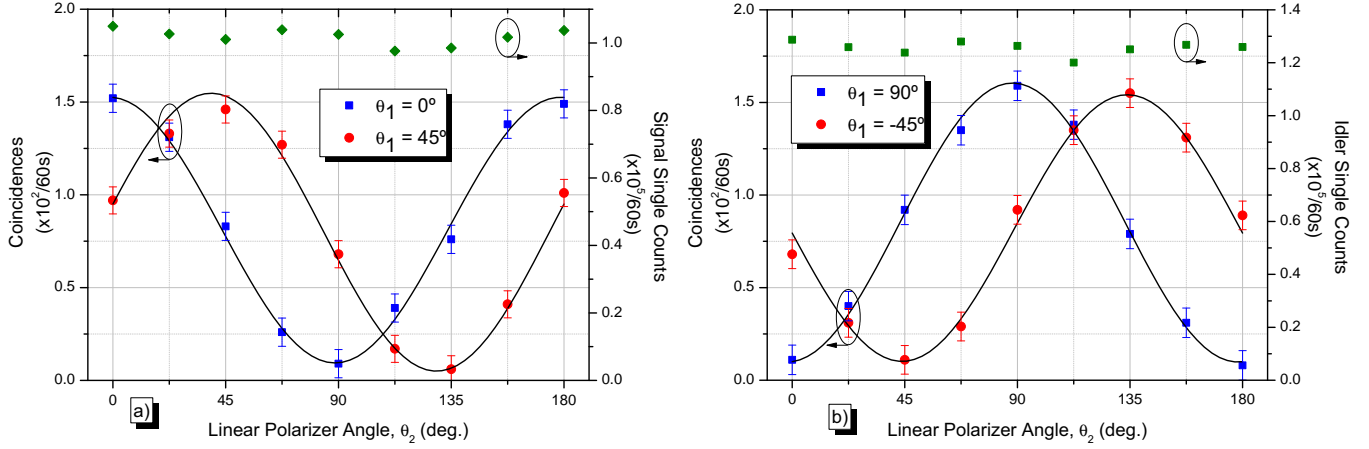 2.0
1.5
1.0
0.5
0.0
Coincidences
(x10²/60s)
0
45
90
135
180
a)
Linear Polarizer Angle, θ₂ (deg.)
θ₁ = 0º
θ₁ = 45º
1.0
0.8
0.6
0.4
0.2
0.0
Signal Single Counts
(x10⁵/60s)
2.0
1.5
1.0
0.5
0.0
Coincidences
(x10²/60s)
0
45
90
135
180
b)
Linear Polarizer Angle, θ₂ (deg.)
θ₁ = 90º
θ₁ = -45º
1.4
1.2
1.0
0.8
0.6
0.4
0.2
0.0
Idler Single Counts
(x10⁵/60s)